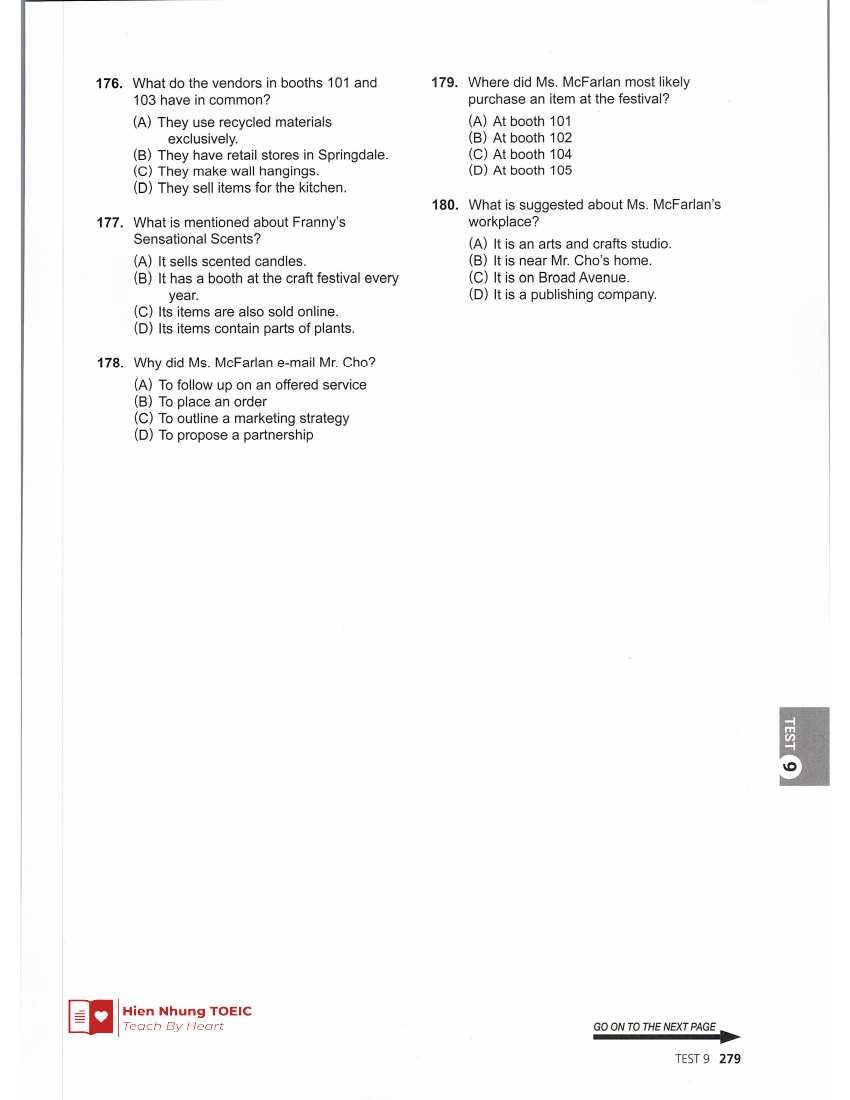 176. What do the vendors in booths 101 and
103 have in common?
(A) They use recycled materials
exclusively.
(B) They have retail stores in Springdale.
(C) They make wall hangings.
(D) They sell items for the kitchen.
177. What is mentioned about Franny's
Sensational Scents?
(A) It sells scented candles.
(B) It has a booth at the craft festival every
year.
(C) Its items are also sold online.
(D) Its items contain parts of plants.
178. Why did Ms. McFarlan e-mail Mr. Cho?
(A) To follow up on an offered service
(B) To place an order
(C) To outline a marketing strategy
(D) To propose a partnership
179. Where did Ms. McFarlan most likely
purchase an item at the festival?
(A) At booth 101
(B) At booth 102
(C) At booth 104
(D) At booth 105
180. What is suggested about Ms. McFarlan's
workplace?
(A) It is an arts and crafts studio.
(B) It is near Mr. Cho's home.
(C) It is on Broad Avenue.
(D) It is a publishing company.
TEST 9
Hien Nhung TOEIC
Teach By Heart
GO ON TO THE NEXT PAGE
TEST 9 279